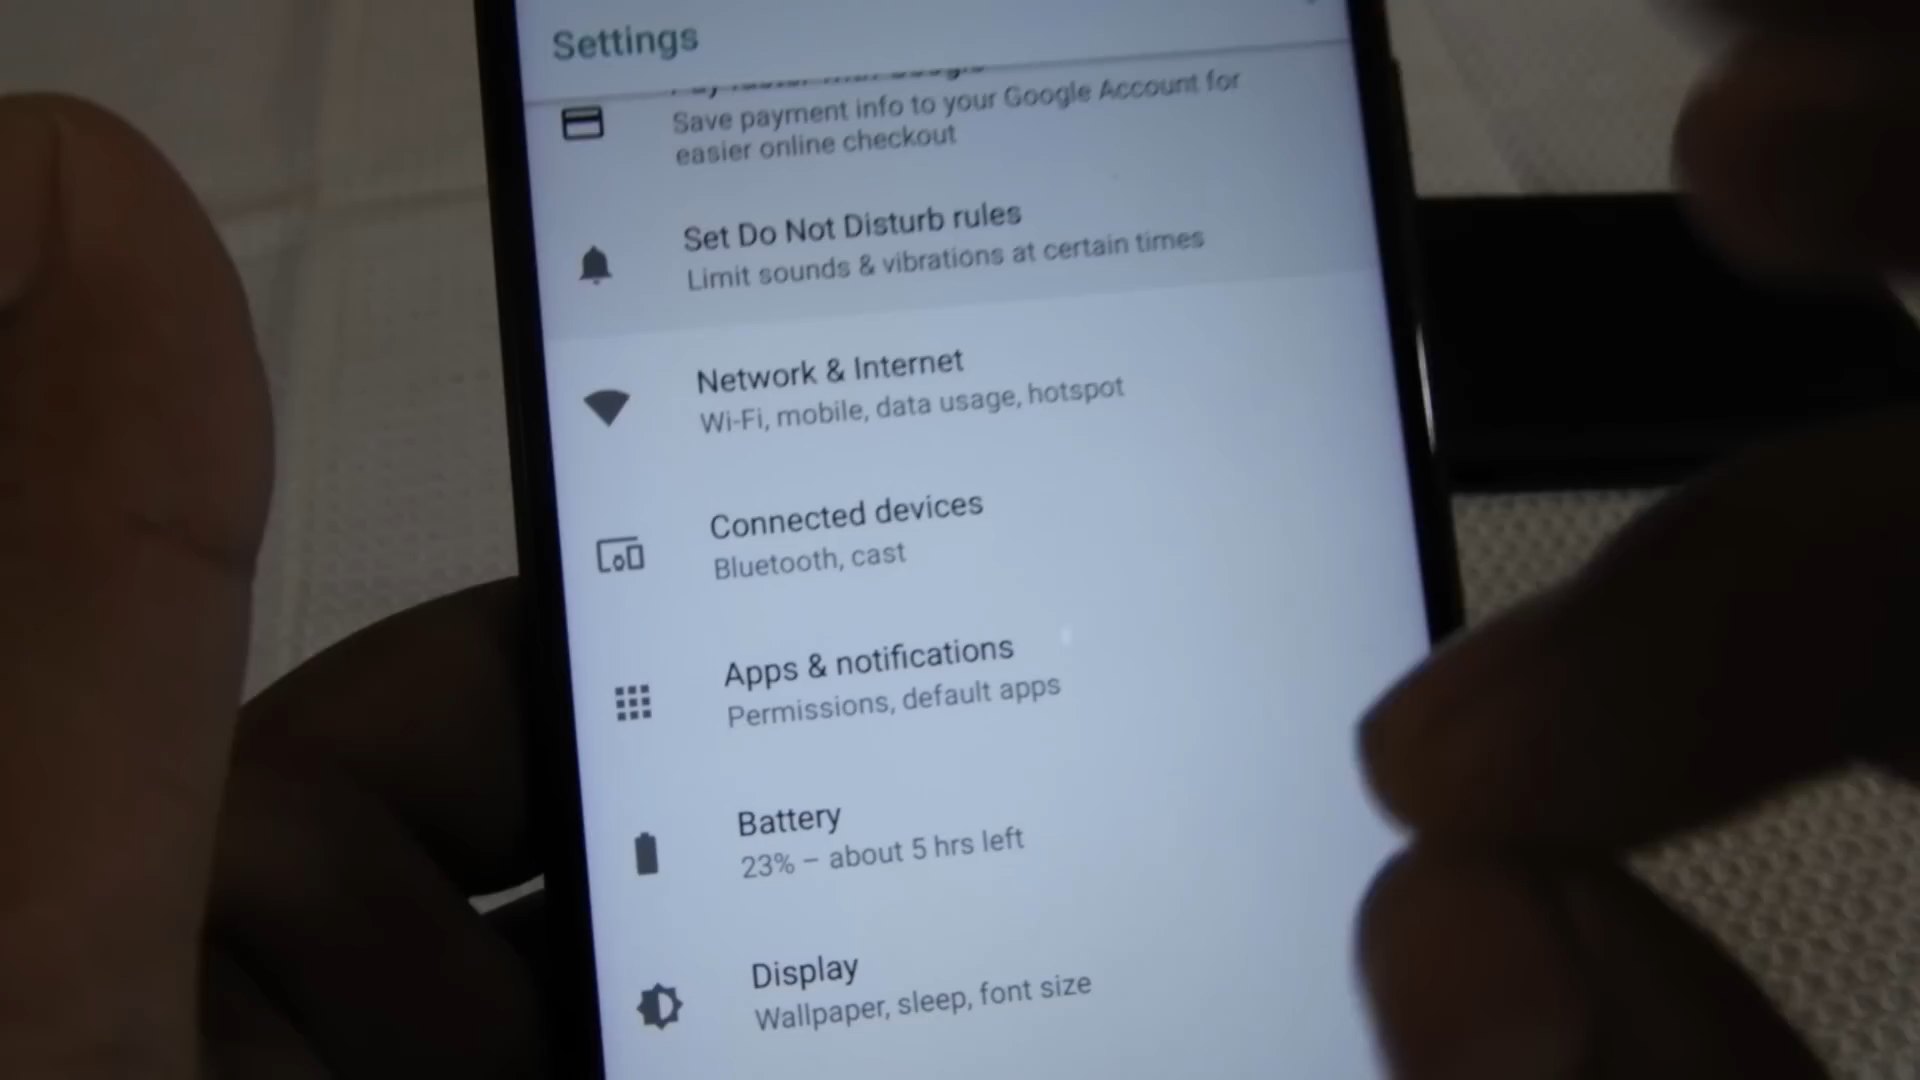 Settings
Save payment info to your Google Account for
easier online checkout
Set Do Not Disturb rules
Limit sounds & vibrations at certain times
Network & Internet
Wi-Fi, mobile, data usage, hotspot
Connected devices
Bluetooth, cast
Apps & notifications
Permissions, default apps
Battery
23% – about 5 hrs left
Display
Wallpaper, sleep, font size